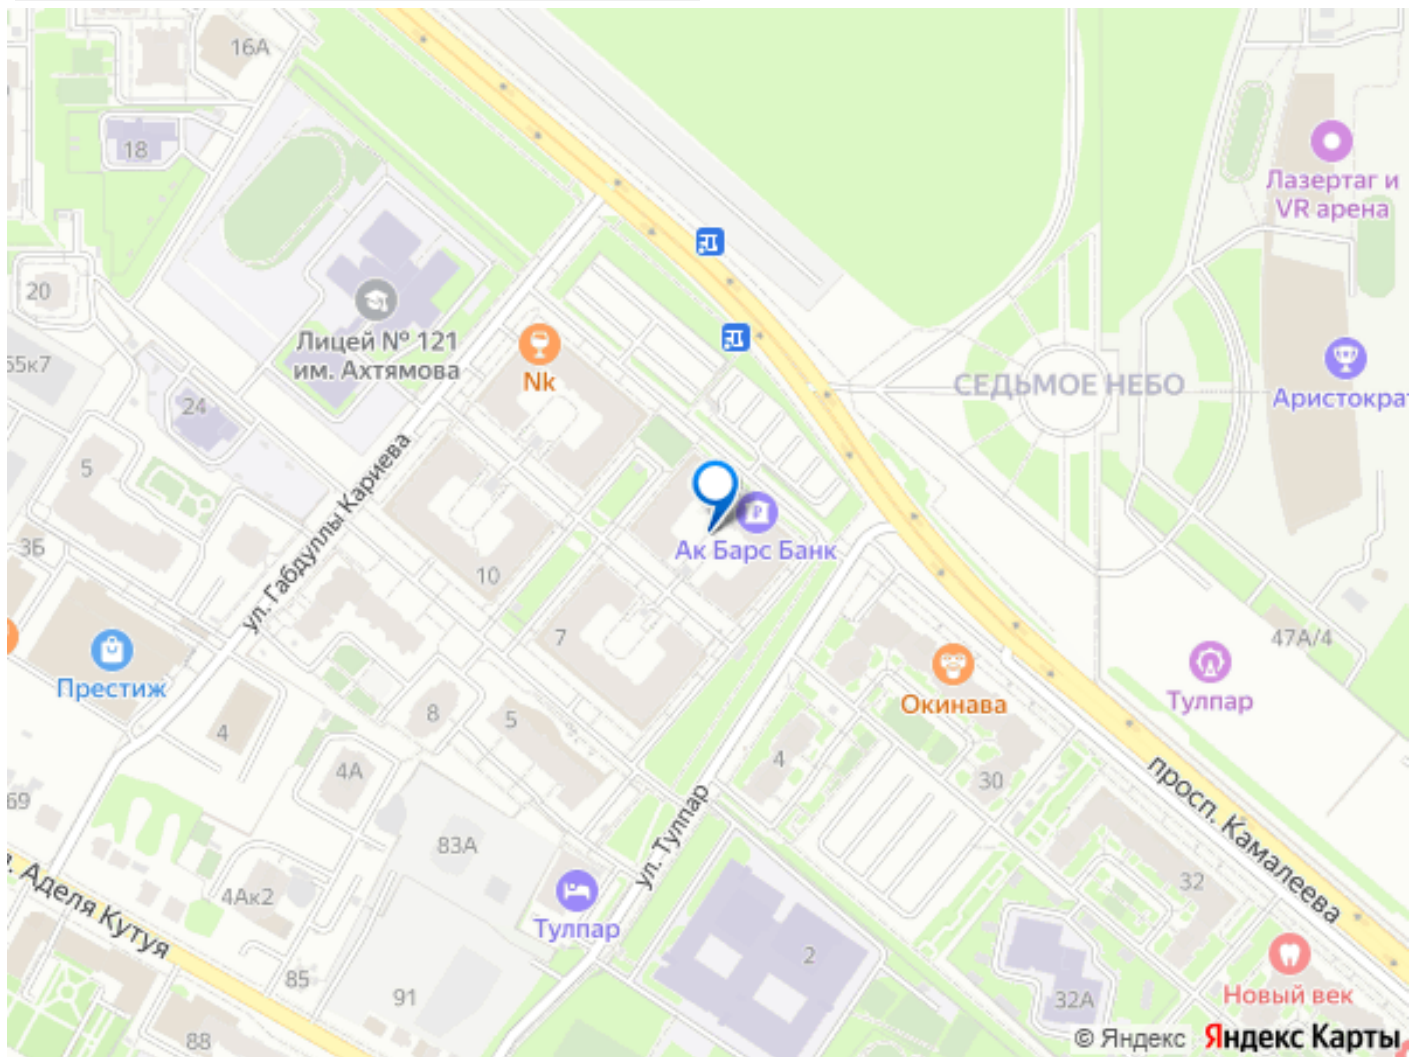 16А
18
Лазертаг и
VR арена
20
Лицей № 121
им. Ахтямова
Nk
55к7
24
СЕДЬМОЕ НЕБО
Аристократ
5
ул. Габдуллы Кариева
3Б
10
Ак Барс Банк
7
47А/4
Престиж
Окинава
Тулпар
8
5
4
4А
4
30
просп. Камалеева
69
83А
ул. Тулпар
32
4Ак2
Аделя Кутуя
Тулпар
2
85
91
32А
Новый век
88
© Яндекс Яндекс Карты